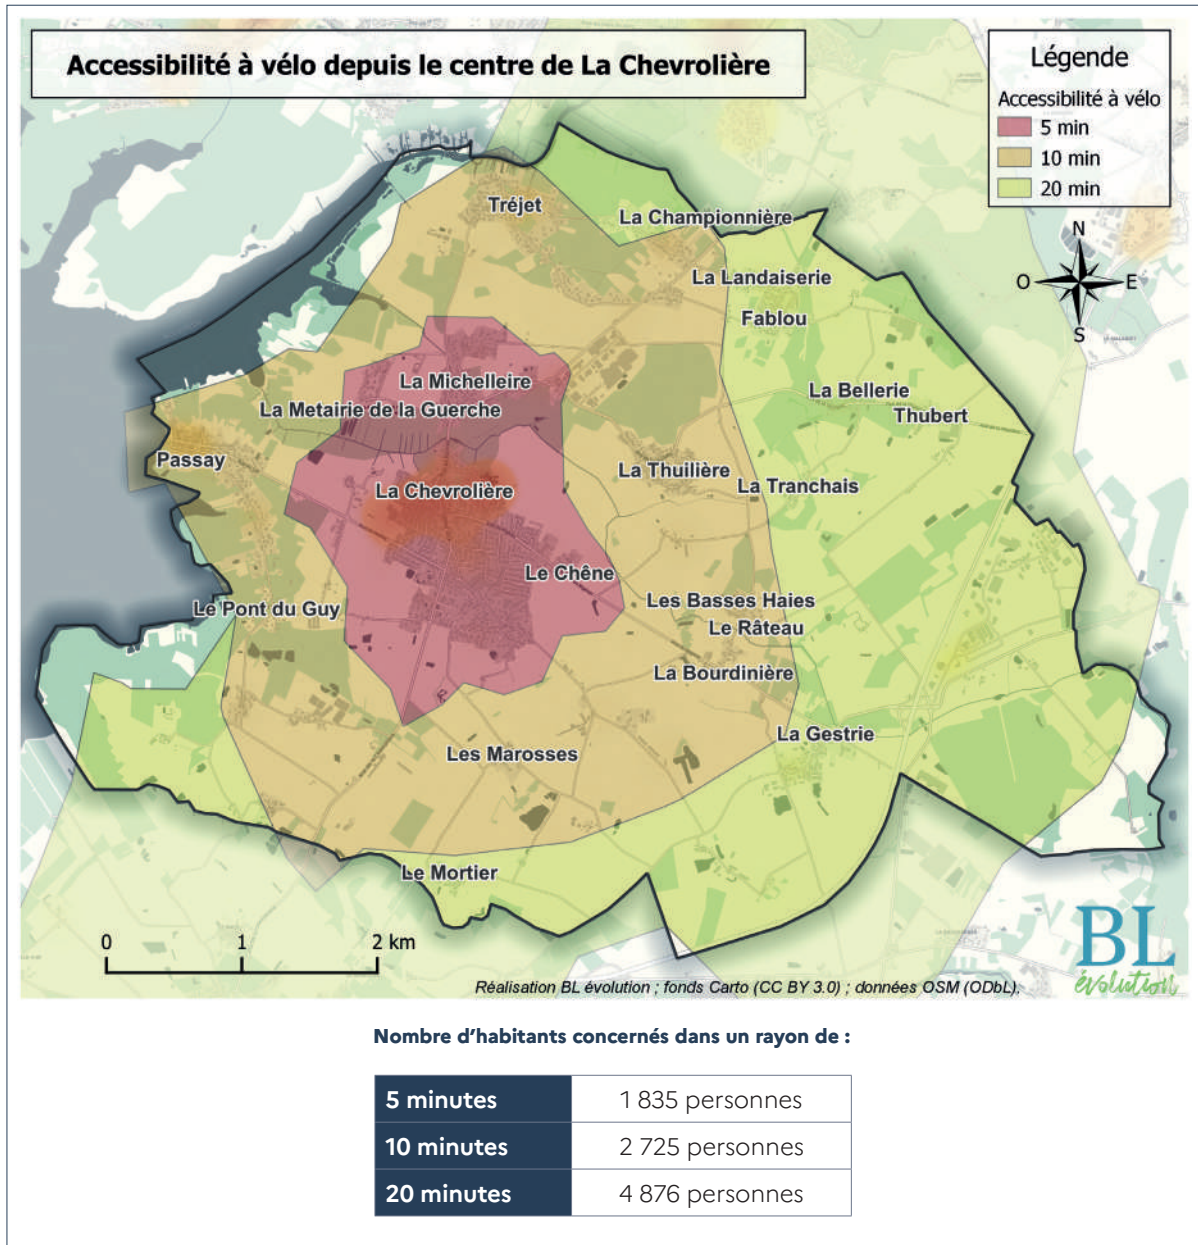 Accessibilité à vélo depuis le centre de La Chevrolière
Légende
Accessibilité à vélo
5 min
10 min
20 min
N
O
E
S
Tréjet
La Championnière
La Landaiserie
Fablou
La Michelleire
La Metairie de la Guerche
La Bellerie
Thubert
Passay
La Thuilière
La Chevrolière
La Tranchais
Le Chêne
Les Basses Haies
Le Pont du Guy
Le Râteau
La Bourdinière
La Gestrie
Les Marosses
Le Mortier
0 1 2 km
BL
évolution
Réalisation BL évolution ; fonds Carto (CC BY 3.0) ; données OSM (ODbL).
Nombre d'habitants concernés dans un rayon de :
5 minutes 1 835 personnes
10 minutes 2 725 personnes
20 minutes 4 876 personnes